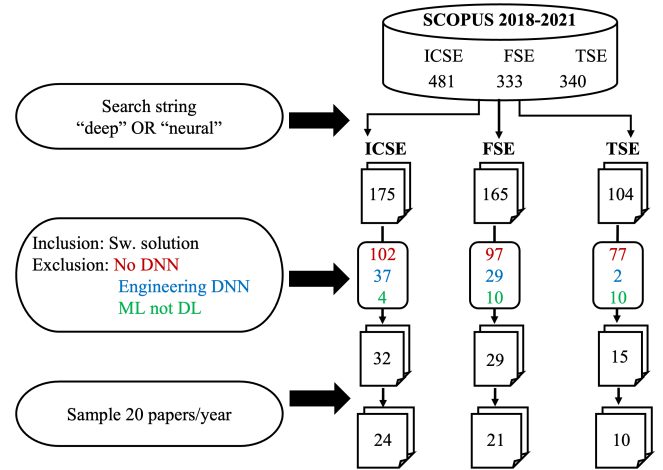 SCOPUS 2018-2021
ICSE FSE TSE
481 333 340
Search string
“deep” OR “neural”
ICSE FSE TSE
175 165 104
Inclusion: Sw. solution
Exclusion: No DNN
Engineering DNN
ML not DL
102 97 77
37 29 2
4 10 10
32 29 15
Sample 20 papers/year
24 21 10